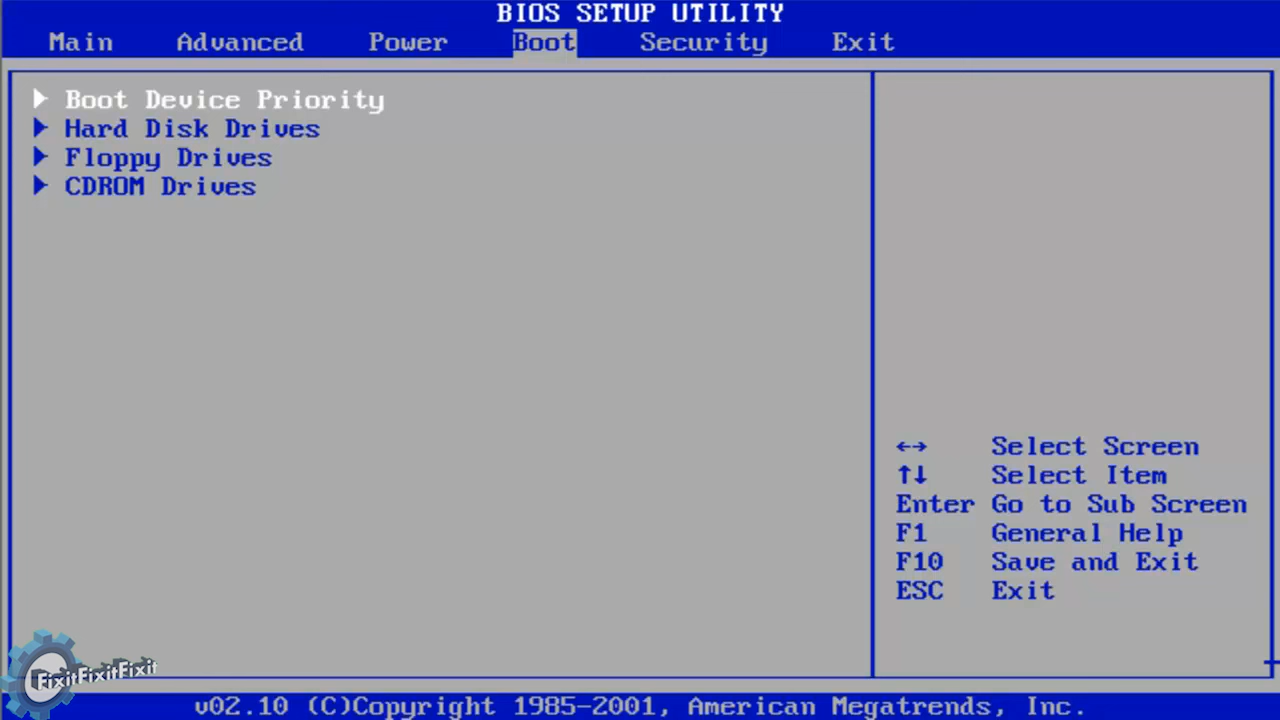 BIOS SETUP UTILITY
Main Advanced Power Boot Security Exit
Boot Device Priority
Hard Disk Drives
Floppy Drives
CDROM Drives
←→ Select Screen
↑↓ Select Item
Enter Go to Sub Screen
F1 General Help
F10 Save and Exit
ESC Exit
FixitFixitFixit
v02.10 (C)Copyright 1985-2001, American Megatrends, Inc.